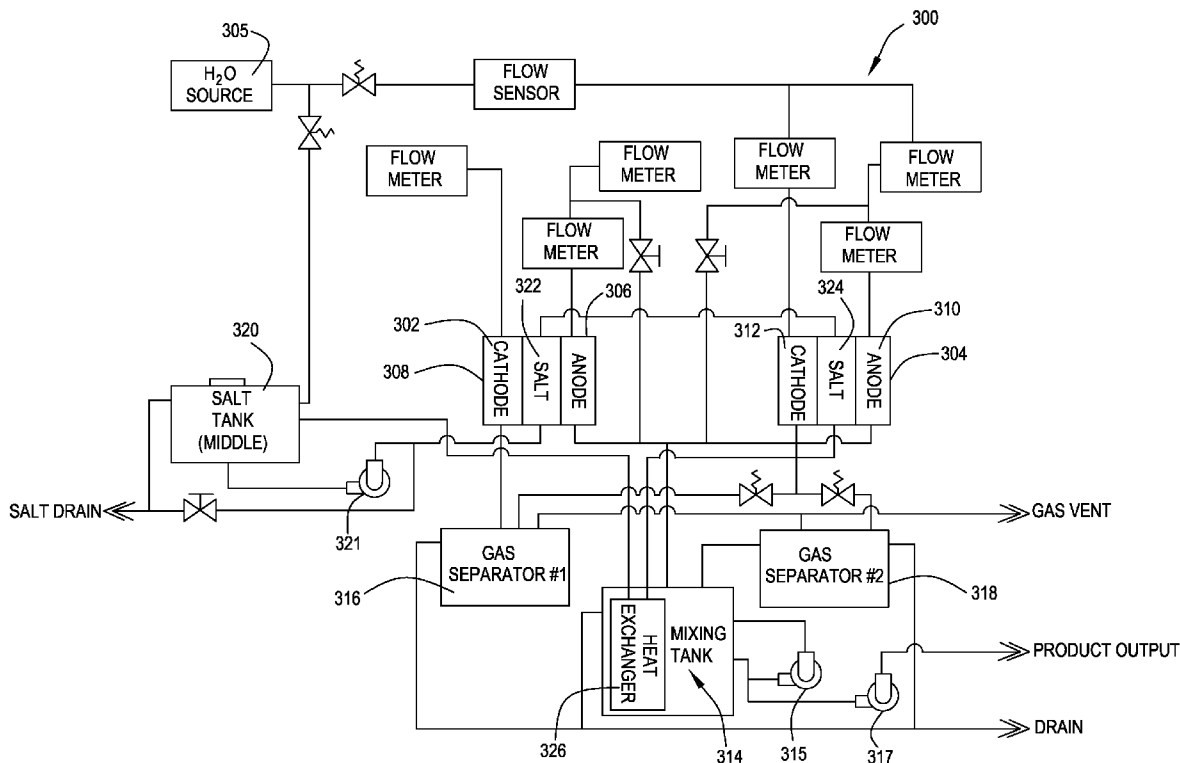 305
300
H2O
SOURCE
FLOW
SENSOR
FLOW
METER
FLOW
METER
FLOW
METER
FLOW
METER
FLOW
METER
FLOW
METER
322
306
324
310
302
312
308
304
320
CATHODE
SALT
ANODE
CATHODE
SALT
ANODE
SALT
TANK
(MIDDLE)
SALT DRAIN
321
GAS VENT
GAS
SEPARATOR #1
GAS
SEPARATOR #2
316
318
HEAT
EXCHANGER
MIXING
TANK
PRODUCT OUTPUT
DRAIN
326
314
315
317